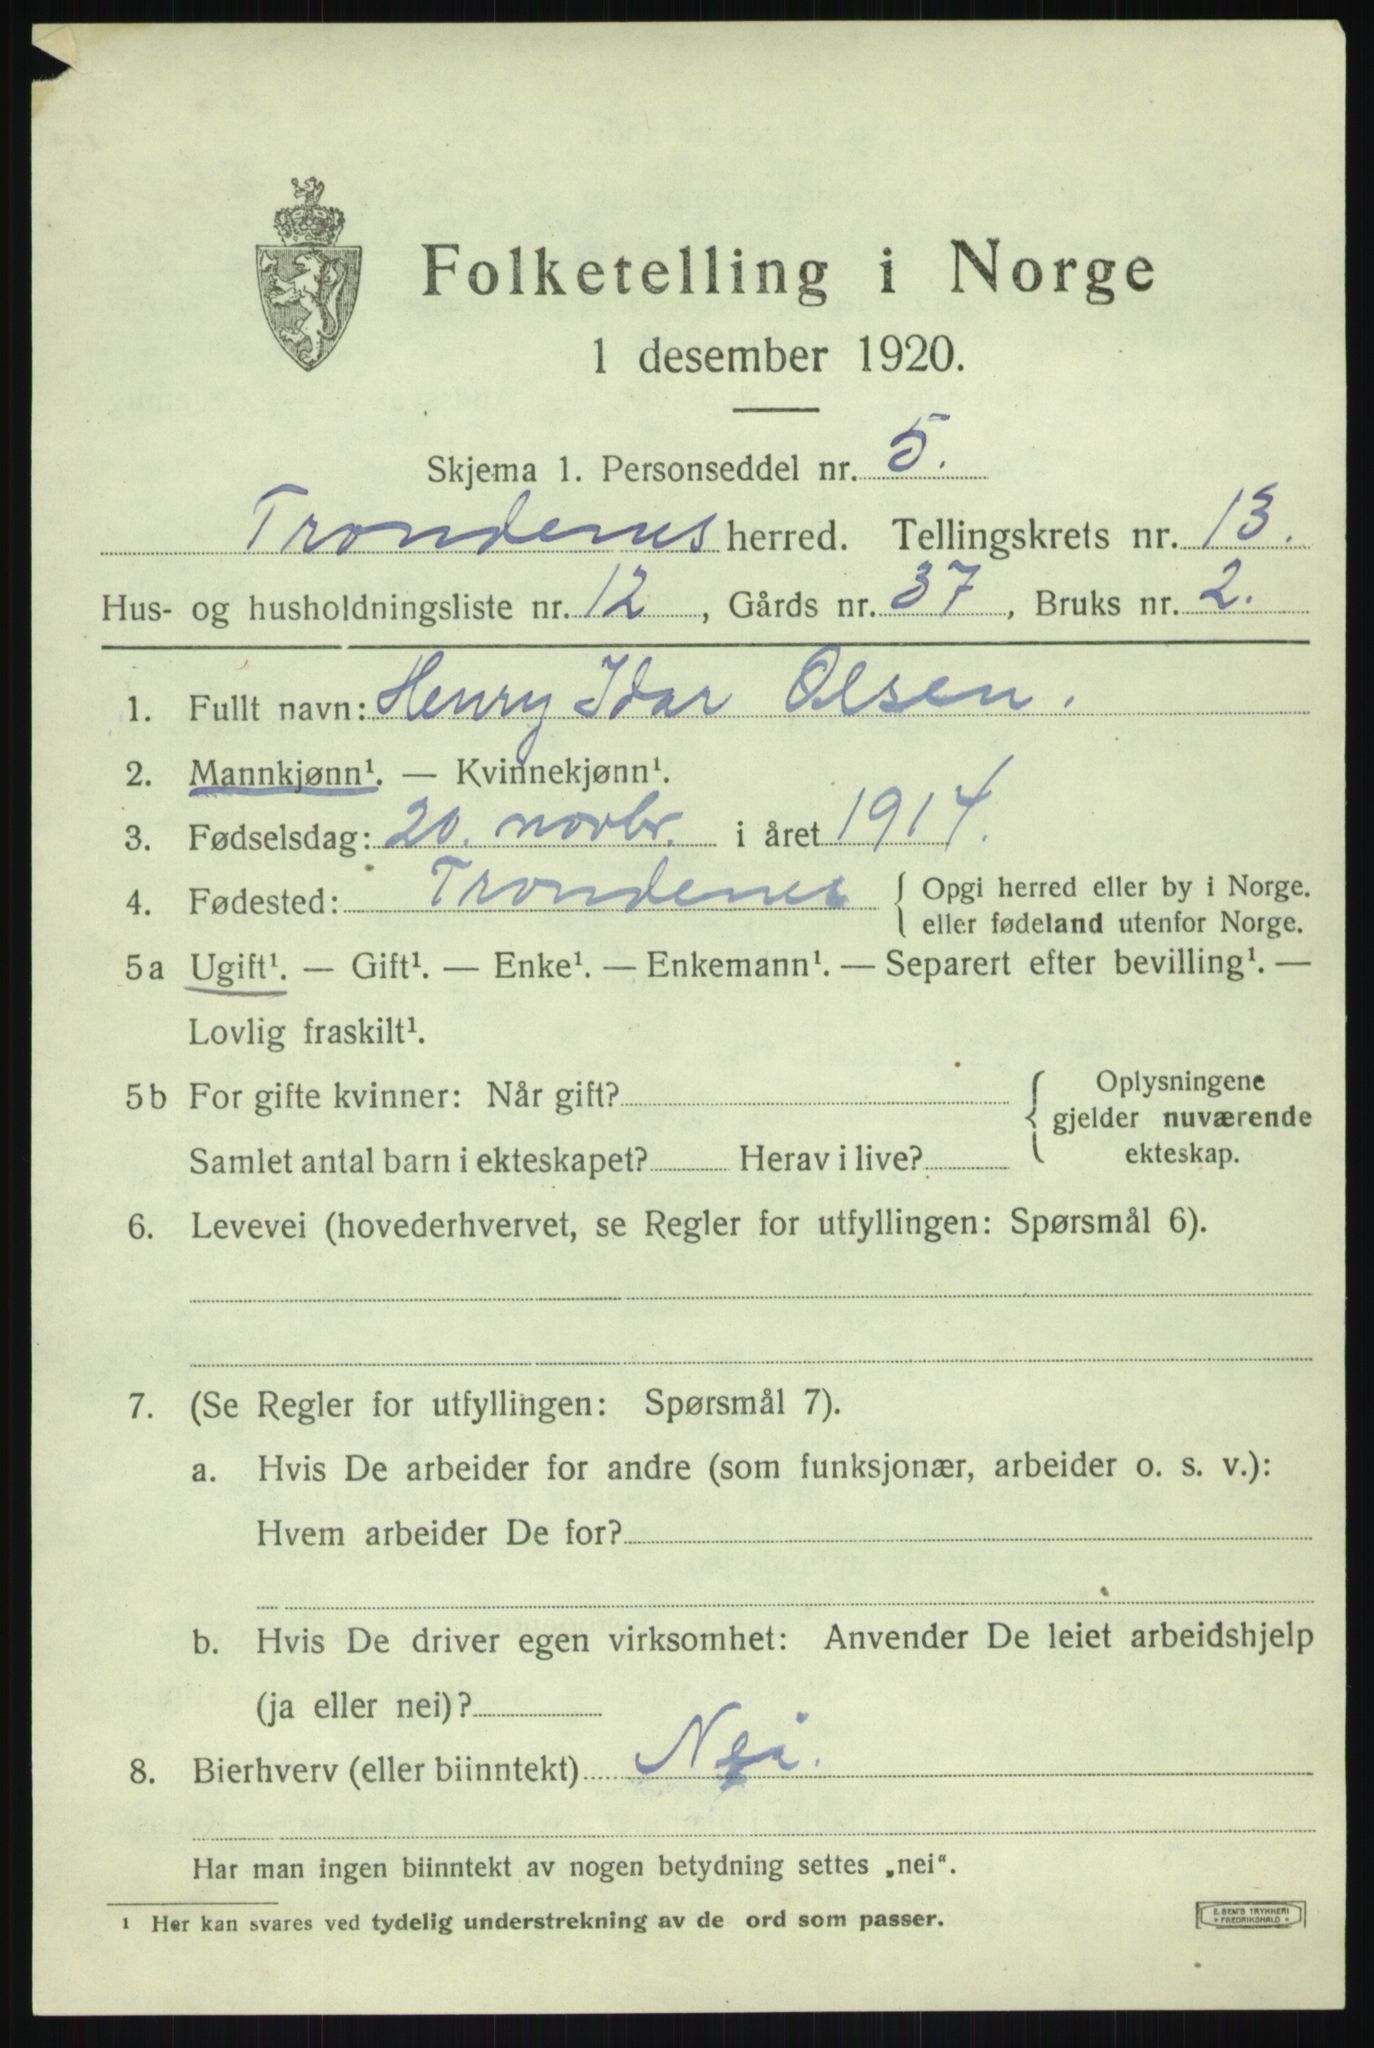 Folketelling i Norge
1 desember 1920.
Skjema 1. Personseddel nr. 5.
Trondenes herred. Tellingskrets nr. 13.
Hus- og husholdningsliste nr. 12, Gårds nr. 37, Bruks nr. 2.
1. Fullt navn: Henry Idar Olsen.
2. Mannkjønn¹. — Kvinnekjønn¹.
3. Fødselsdag: 20. novbr. i året 1914.
4. Fødested: Trondenes { Opgi herred eller by i Norge.
eller fødeland utenfor Norge.
5a Ugift¹. — Gift¹. — Enke¹. — Enkemann¹. — Separert efter bevilling¹. —
Lovlig fraskilt¹.
5b For gifte kvinner: Når gift? { Oplysningene
gjelder nuværende
Samlet antal barn i ekteskapet? Herav i live? ekteskap.
6. Levevei (hovederhvervet, se Regler for utfyllingen: Spørsmål 6).
7. (Se Regler for utfyllingen: Spørsmål 7).
a. Hvis De arbeider for andre (som funksjonær, arbeider o. s. v.):
Hvem arbeider De for?
b. Hvis De driver egen virksomhet: Anvender De leiet arbeidshjelp
(ja eller nei)?
8. Bierhverv (eller biinntekt) Nei.
Har man ingen biinntekt av nogen betydning settes „nei“.
¹ Her kan svares ved tydelig understrekning av de ord som passer.
E. SEM'S TRYKKERI
FREDRIKSHALD